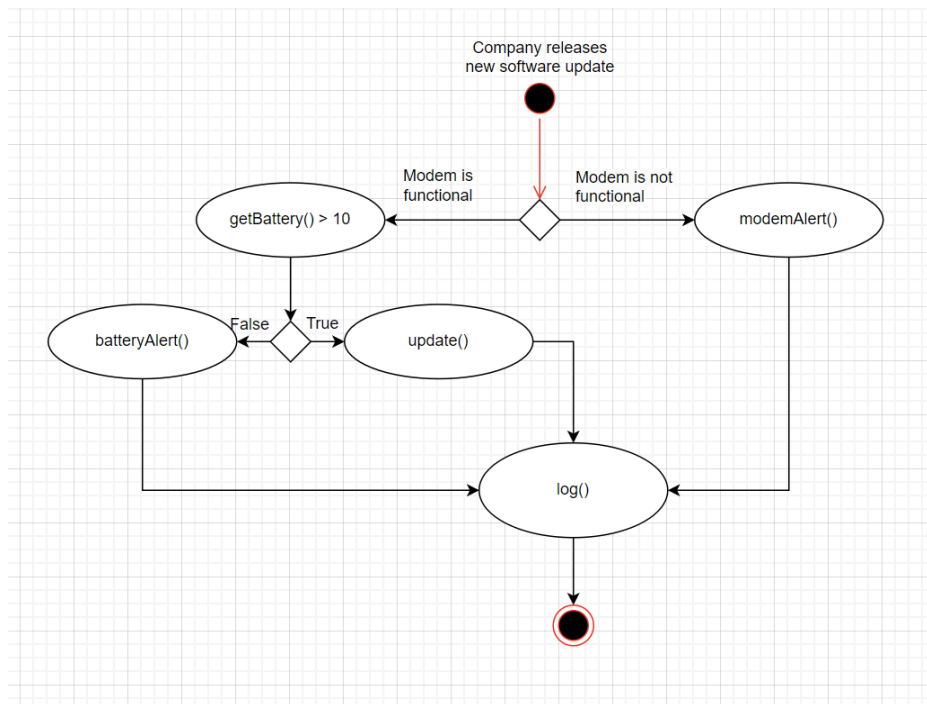 Company releases
new software update
Modem is
functional
Modem is not
functional
getBattery() > 10
modemAlert()
False
True
batteryAlert()
update()
log()